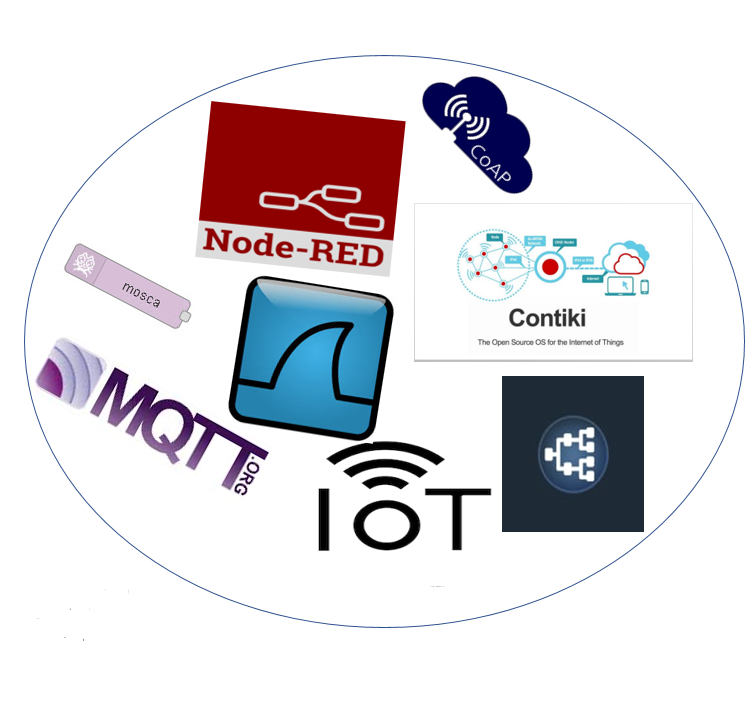 CoAP
Node-RED
mosca
Contiki
The Open Source OS for the Internet of Things
MQTT
.ORG
IoT